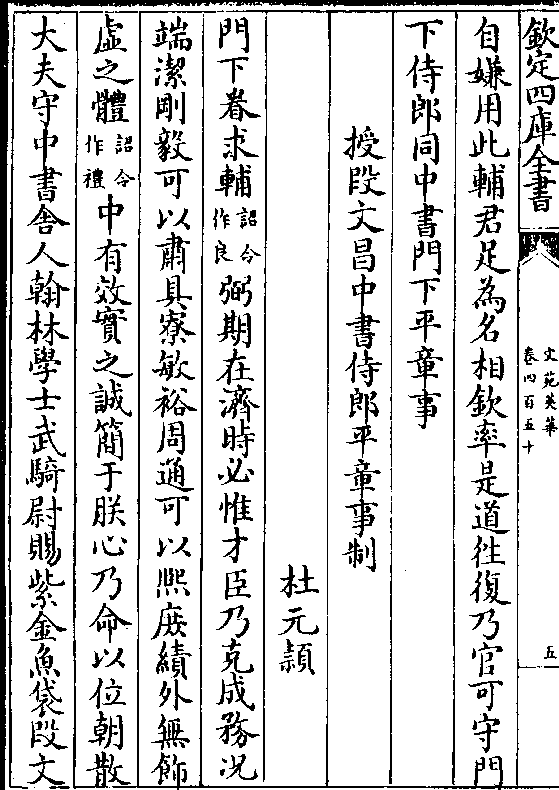 欽定四庫全書
文苑英華
卷四百五十
五
自嫌用此輔君足為名相欽率是道往復乃官可守門
下侍郎同中書門下平章事
授段文昌中書侍郎平章事制
杜元頴
門下眷求輔詔令作良弼期在濟時必惟才臣乃克成務况
端潔剛毅可以肅具寮敏裕周通可以熈庶績外無飾
虚之體詔令作禮中有效實之誠簡于朕心乃命以位朝散
大夫守中書舎人翰林學士武騎尉賜紫金魚袋段文